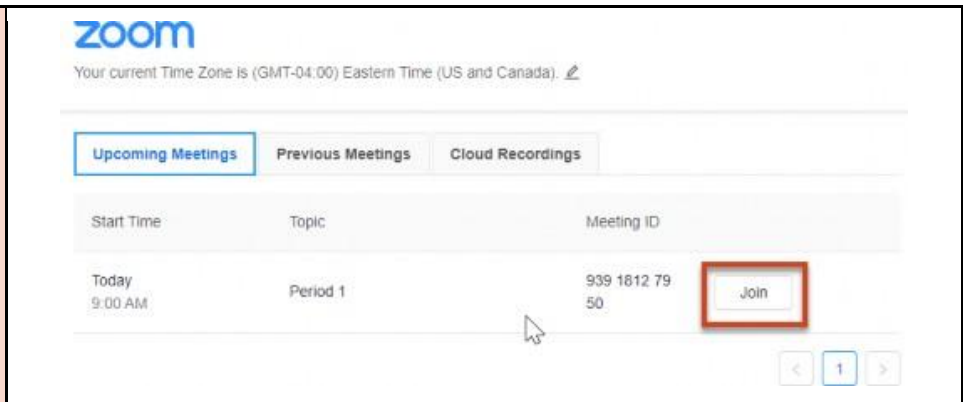 zoom
Your current Time Zone is (GMT-04:00) Eastern Time (US and Canada).
Upcoming Meetings Previous Meetings Cloud Recordings
Start Time Topic Meeting ID
Today
9:00 AM
Period 1
939 1812 79
50
Join
< 1 >